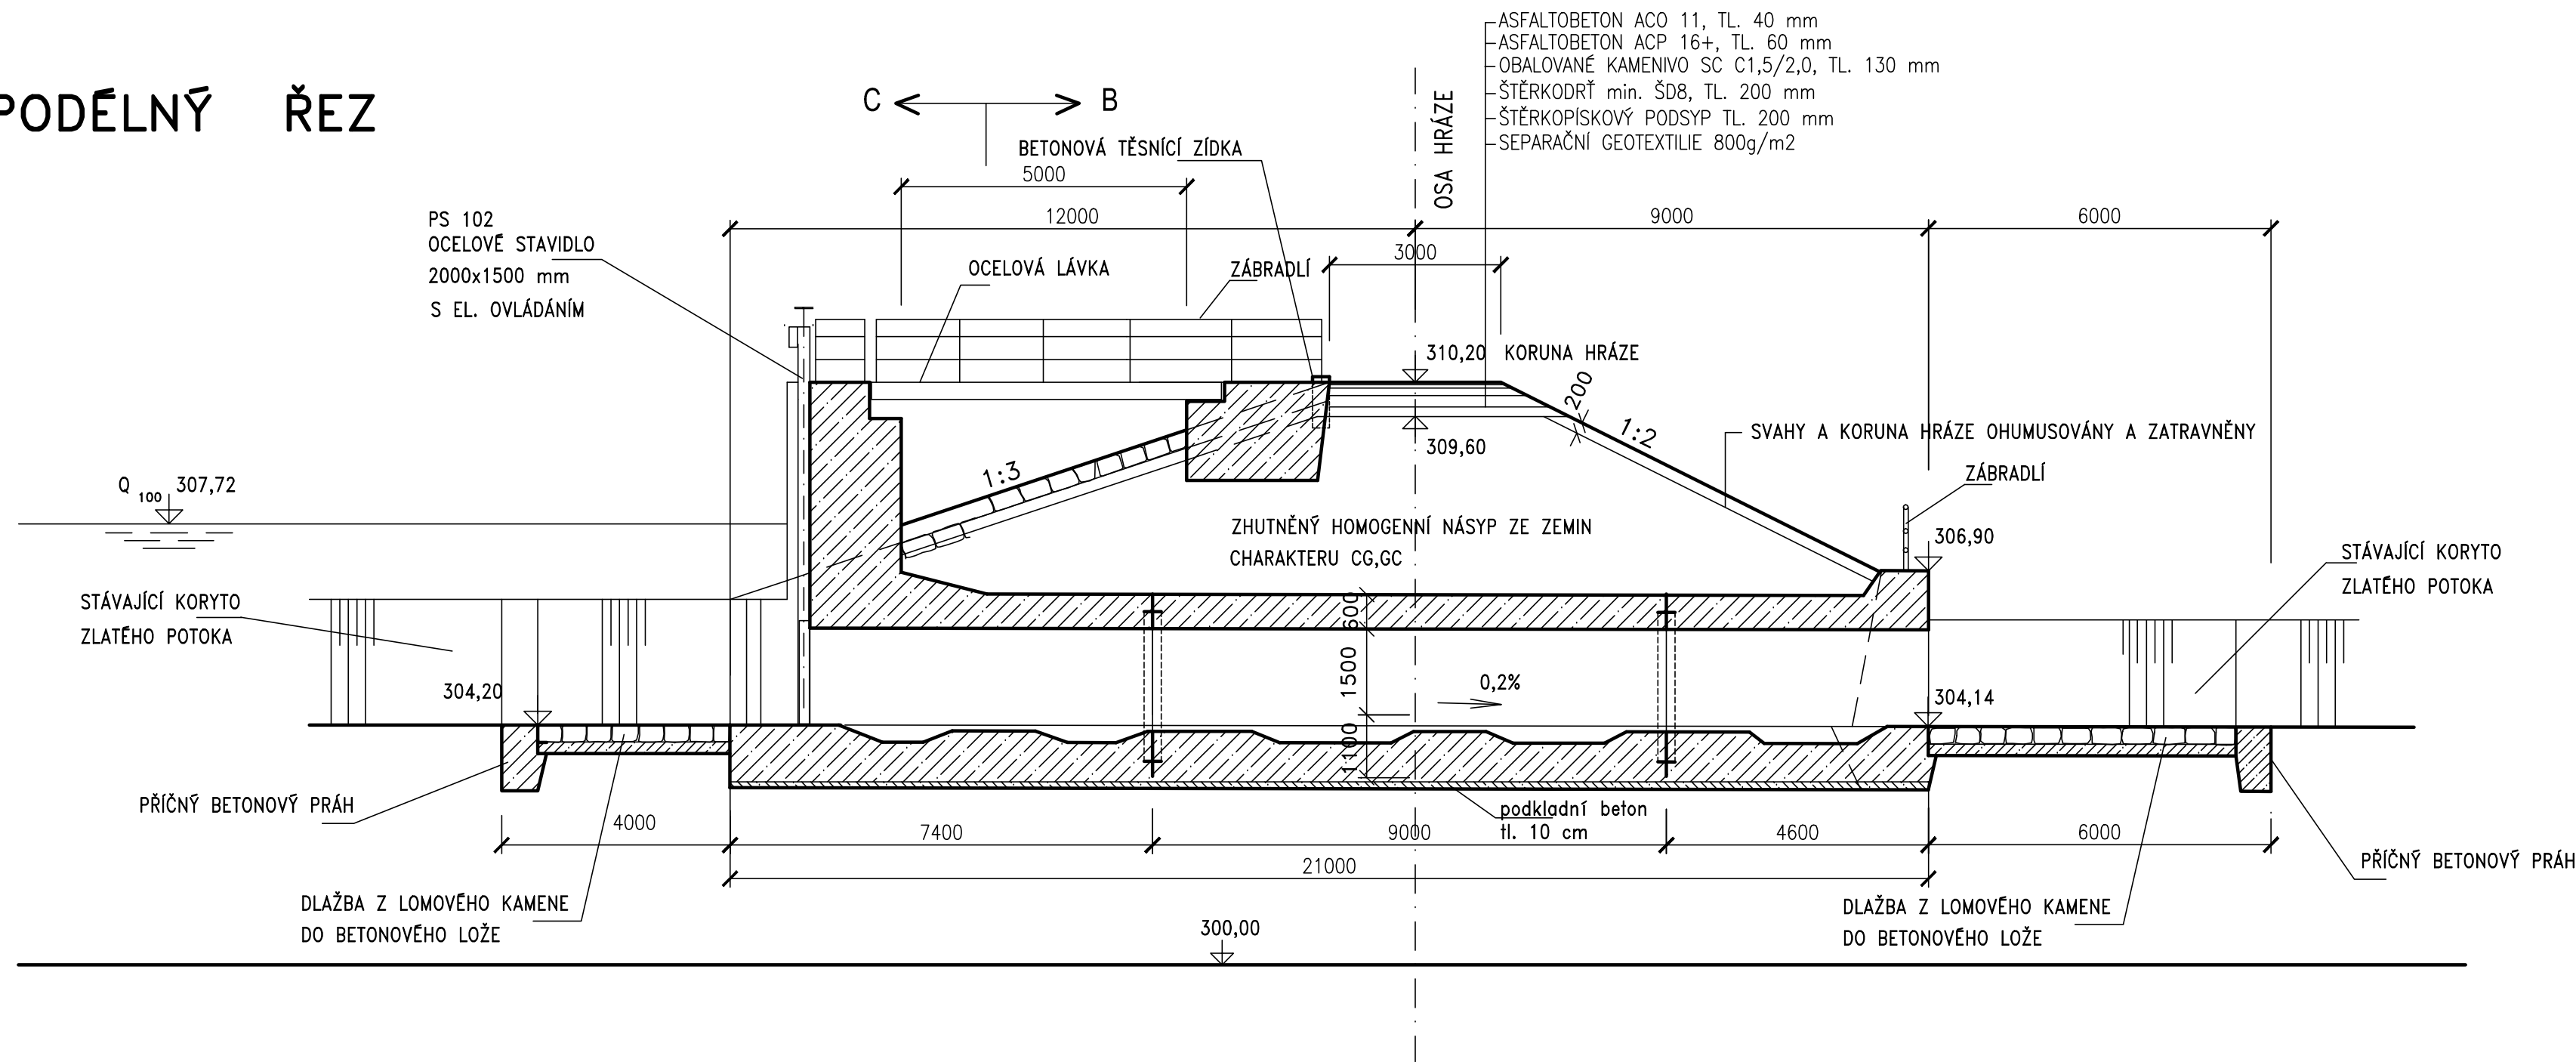 ASFALTOBETON ACO 11, TL. 40 mm
ASFALTOBETON ACP 16+, TL. 60 mm
OBALOVANÉ KAMENIVO SC C1,5/2,0, TL. 130 mm
ŠTĚRKODRŤ min. ŠD8, TL. 200 mm
ŠTĚRKOPÍSKOVÝ PODSYP TL. 200 mm
SEPARAČNÍ GEOTEXTILIE 800g/m2
PODÉLNÝ ŘEZ
C B
OSA HRÁZE
BETONOVÁ TĚSNÍCÍ ZÍDKA
5000
12000
9000
6000
3000
PS 102
OCELOVÉ STAVIDLO
2000x1500 mm
S EL. OVLÁDÁNÍM
OCELOVÁ LÁVKA
ZÁBRADLÍ
310,20 KORUNA HRÁZE
200
1:2
309,60
SVAHY A KORUNA HRÁZE OHUMUSOVÁNY A ZATRAVNĚNY
ZÁBRADLÍ
1:3
Q 100 307,72
ZHUTNĚNÝ HOMOGENNÍ NÁSYP ZE ZEMIN
CHARAKTERU CG,GC
306,90
STÁVAJÍCÍ KORYTO
ZLATÉHO POTOKA
STÁVAJÍCÍ KORYTO
ZLATÉHO POTOKA
600
1500
1100
0,2%
304,20
304,14
PŘÍČNÝ BETONOVÝ PRÁH
podkladní beton
tl. 10 cm
4000
7400
9000
4600
6000
21000
PŘÍČNÝ BETONOVÝ PRÁH
DLAŽBA Z LOMOVÉHO KAMENE
DO BETONOVÉHO LOŽE
DLAŽBA Z LOMOVÉHO KAMENE
DO BETONOVÉHO LOŽE
300,00